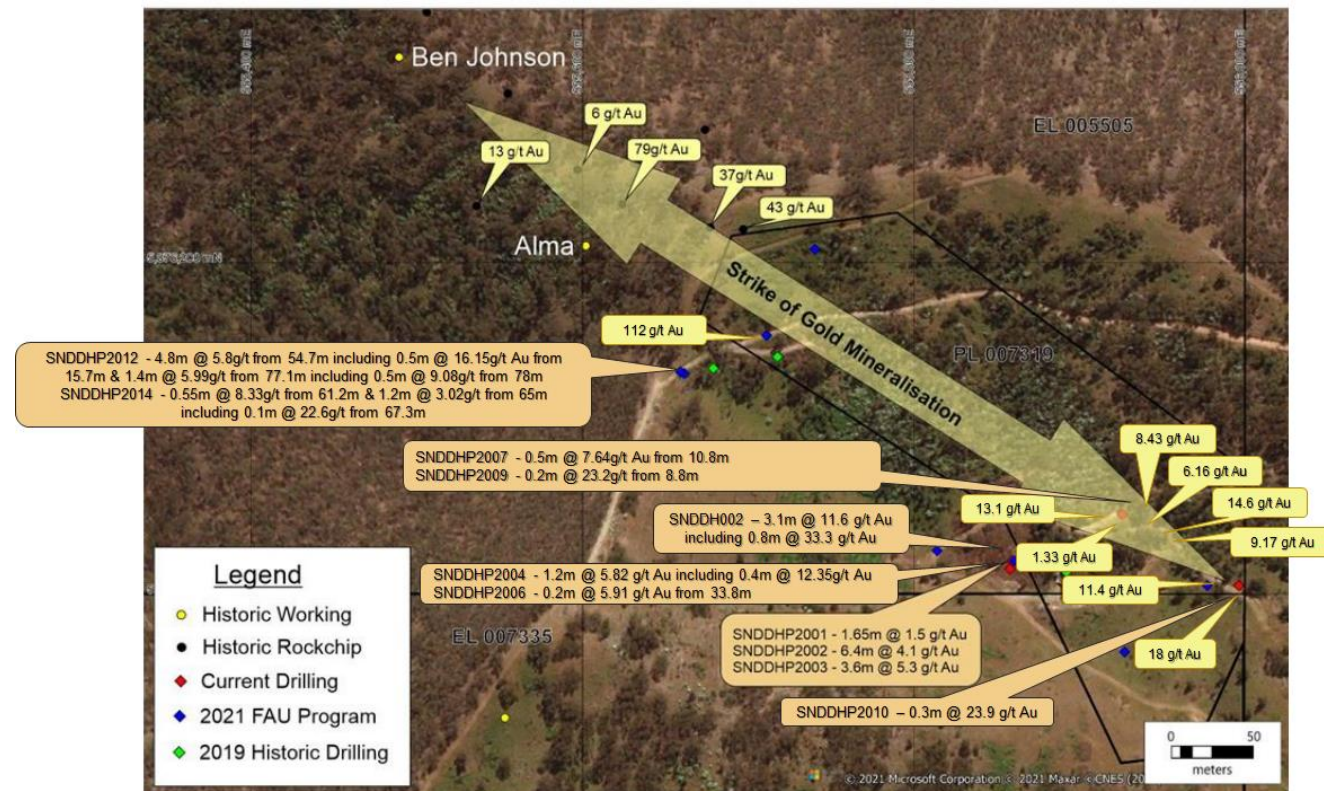 Ben Johnson
6 g/t Au
EL 005505
13 g/t Au
79g/t Au
37g/t Au
43 g/t Au
Alma
Strike of Gold Mineralisation
112 g/t Au
PL 007319
SNDDHP2012 - 4.8m @ 5.8g/t from 54.7m including 0.5m @ 16.15g/t Au from
15.7m & 1.4m @ 5.99g/t from 77.1m including 0.5m @ 9.08g/t from 78m
SNDDHP2014 - 0.55m @ 8.33g/t from 61.2m & 1.2m @ 3.02g/t from 65m
including 0.1m @ 22.6g/t from 67.3m
8.43 g/t Au
SNDDHP2007 - 0.5m @ 7.64g/t Au from 10.8m
SNDDHP2009 - 0.2m @ 23.2g/t from 8.8m
6.16 g/t Au
14.6 g/t Au
13.1 g/t Au
SNDDH002 – 3.1m @ 11.6 g/t Au
including 0.8m @ 33.3 g/t Au
9.17 g/t Au
1.33 g/t Au
SNDDHP2004 - 1.2m @ 5.82 g/t Au including 0.4m @ 12.35g/t Au
SNDDHP2006 - 0.2m @ 5.91 g/t Au from 33.8m
11.4 g/t Au
EL 007335
SNDDHP2001 - 1.65m @ 1.5 g/t Au
SNDDHP2002 - 6.4m @ 4.1 g/t Au
SNDDHP2003 - 3.6m @ 5.3 g/t Au
18 g/t Au
SNDDHP2010 – 0.3m @ 23.9 g/t Au
Legend
Historic Working
Historic Rockchip
Current Drilling
2021 FAU Program
2019 Historic Drilling
0 50
meters
© 2021 Microsoft Corporation © 2021 Maxar ©CNES (20